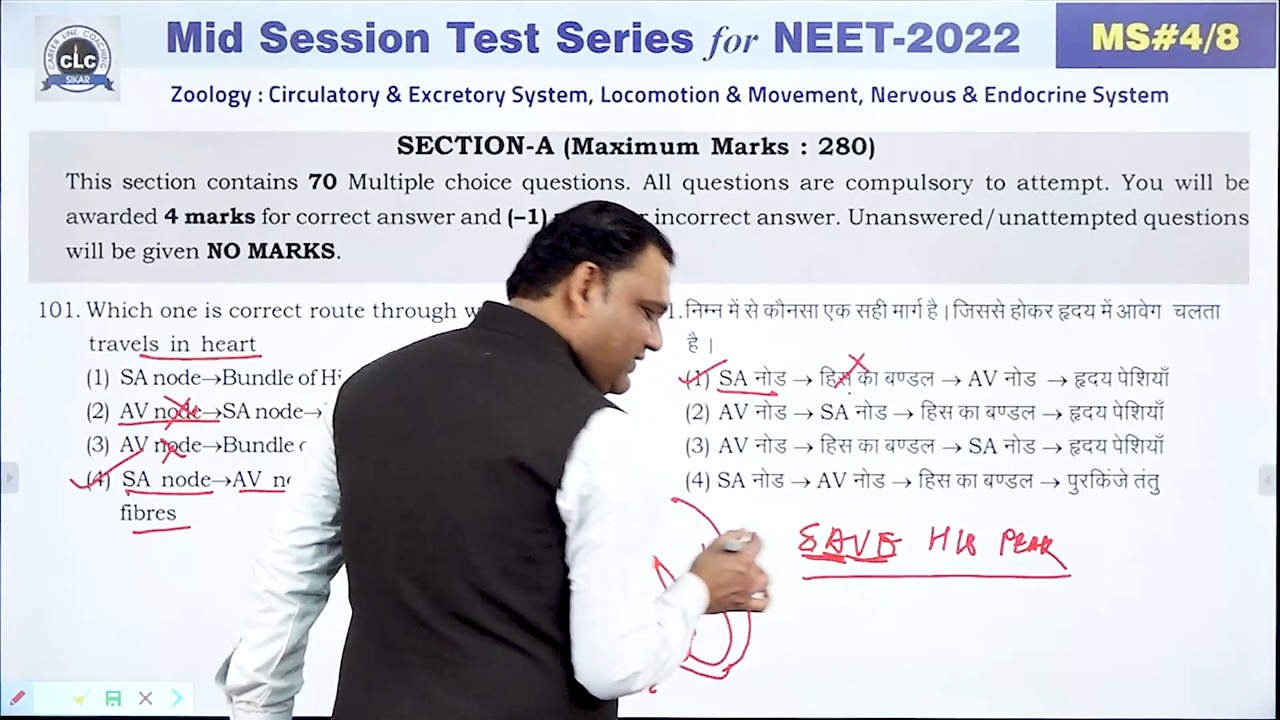 CAREER LINE COACHING
CLC
SIKAR
Mid Session Test Series for NEET-2022
MS#4/8
Zoology : Circulatory & Excretory System, Locomotion & Movement, Nervous & Endocrine System
SECTION-A (Maximum Marks : 280)
This section contains 70 Multiple choice questions. All questions are compulsory to attempt. You will be
awarded 4 marks for correct answer and (–1) incorrect answer. Unanswered/unattempted questions
will be given NO MARKS.
101. Which one is correct route through
travels in heart
(1) SA node→Bundle of
(2) AV node→SA node→
(3) AV node→Bundle
(4) SA node→AV
fibres
निम्न में से कौनसा एक सही मार्ग है। जिससे होकर हृदय में आवेग चलता
है।
(1) SA नोड → हिस का बण्डल → AV नोड → हृदय पेशियाँ
(2) AV नोड → SA नोड → हिस का बण्डल → हृदय पेशियाँ
(3) AV नोड → हिस का बण्डल → SA नोड → हृदय पेशियाँ
(4) SA नोड → AV नोड → हिस का बण्डल → पुरकिंजे तंतु
SAVE HIS